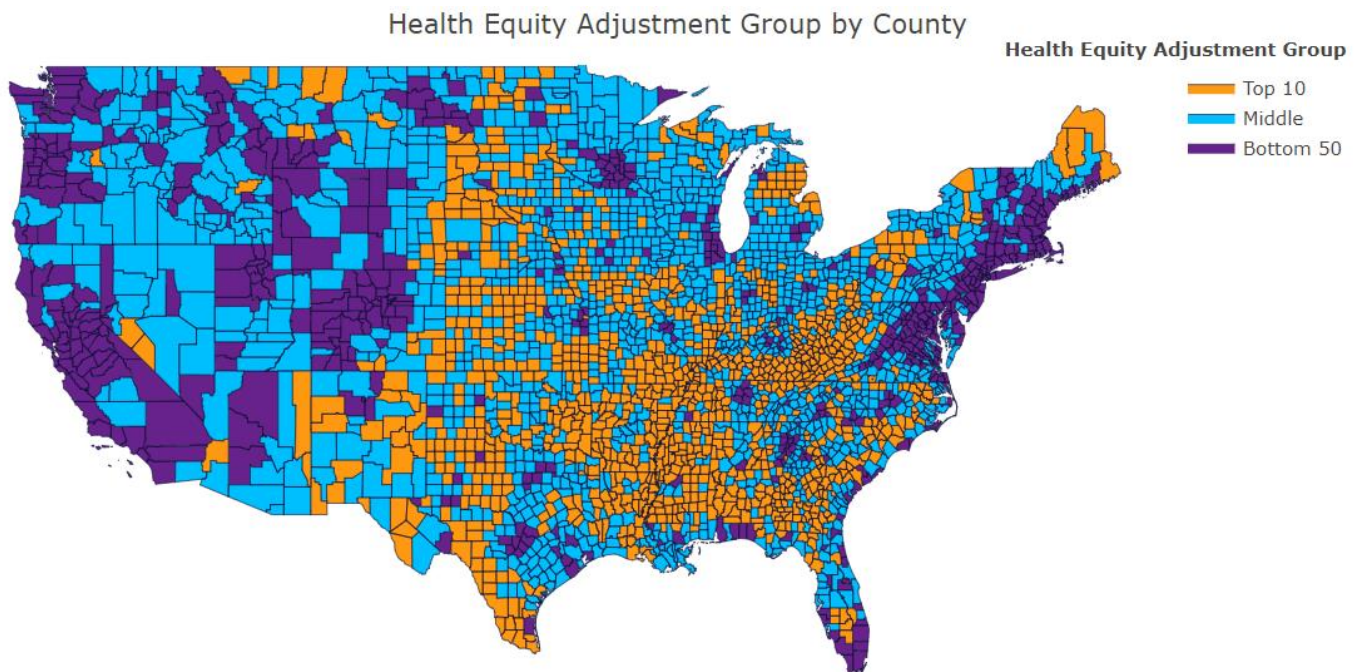 Health Equity Adjustment Group by County
Health Equity Adjustment Group
Top 10
Middle
Bottom 50